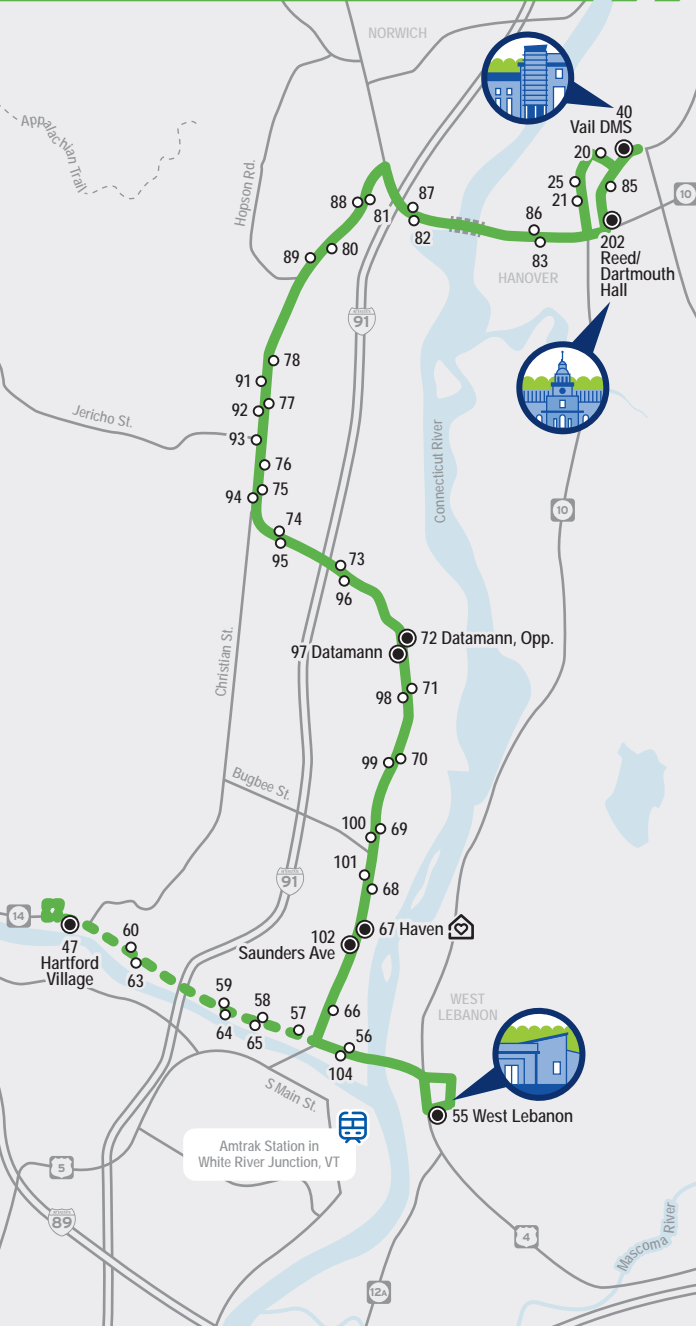 NORWICH
40
Vail DMS
Appalachian Trail
20
Hopson Rd.
25
85
21
10
88
81
87
82
86
83
202
Reed/
Dartmouth
Hall
HANOVER
89
80
INTERSTATE
91
78
91
77
92
Jericho St.
93
76
Connecticut River
75
94
10
74
95
73
96
72 Datamann, Opp.
97 Datamann
Christian St.
71
98
99
70
Bugbee St.
100
69
101
68
INTERSTATE
91
14
47
Hartford
Village
60
63
102
Saunders Ave
67 Haven
59
64
58
65
57
66
WEST
LEBANON
56
104
S Main St.
55 West Lebanon
Amtrak Station in
White River Junction, VT
5
INTERSTATE
89
4
Mascoma River
12A